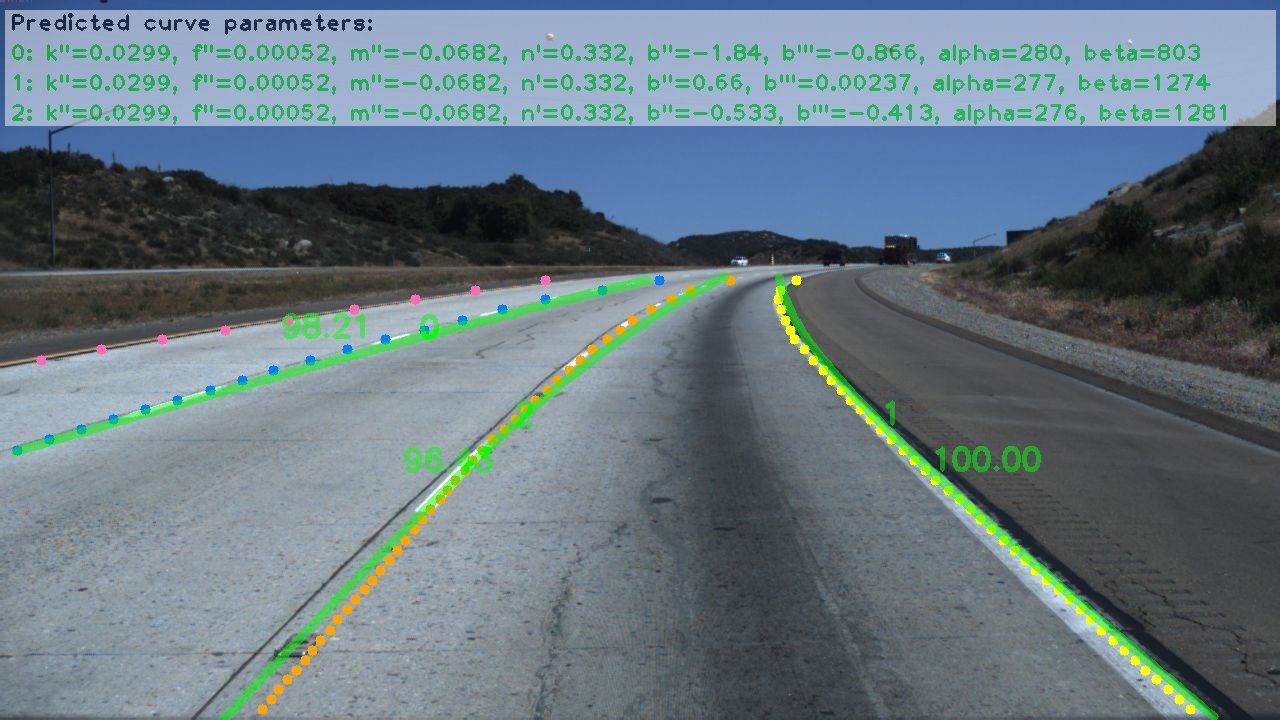 Predicted curve parameters:
0: k''=0.0299, f''=0.00052, m''=-0.0682, n'=0.332, b''=-1.84, b'''=-0.866, alpha=280, beta=803
1: k''=0.0299, f''=0.00052, m''=-0.0682, n'=0.332, b''=0.66, b'''=0.00237, alpha=277, beta=1274
2: k''=0.0299, f''=0.00052, m''=-0.0682, n'=0.332, b''=-0.533, b'''=-0.413, alpha=276, beta=1281
98.21 0
1
100.00